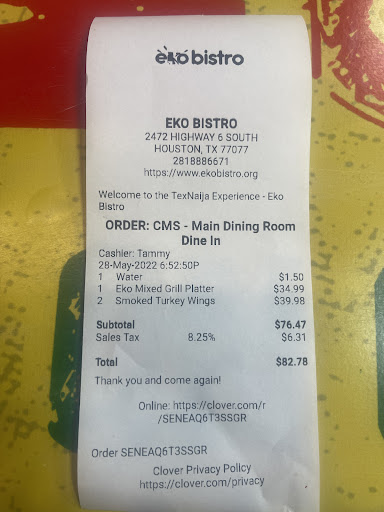 eko bistro
EKO BISTRO
2472 HIGHWAY 6 SOUTH
HOUSTON, TX 77077
2818886671
https://www.ekobistro.org
Welcome to the TexNaija Experience - Eko
Bistro
ORDER: CMS - Main Dining Room
Dine In
Cashier: Tammy
28-May-2022 6:52:50P
1 Water $1.50
1 Eko Mixed Grill Platter $34.99
2 Smoked Turkey Wings $39.98
Subtotal $76.47
Sales Tax 8.25% $6.31
Total $82.78
Thank you and come again!
Online: https://clover.com/r
/SENEAQ6T3SSGR
Order SENEAQ6T3SSGR
Clover Privacy Policy
https://clover.com/privacy